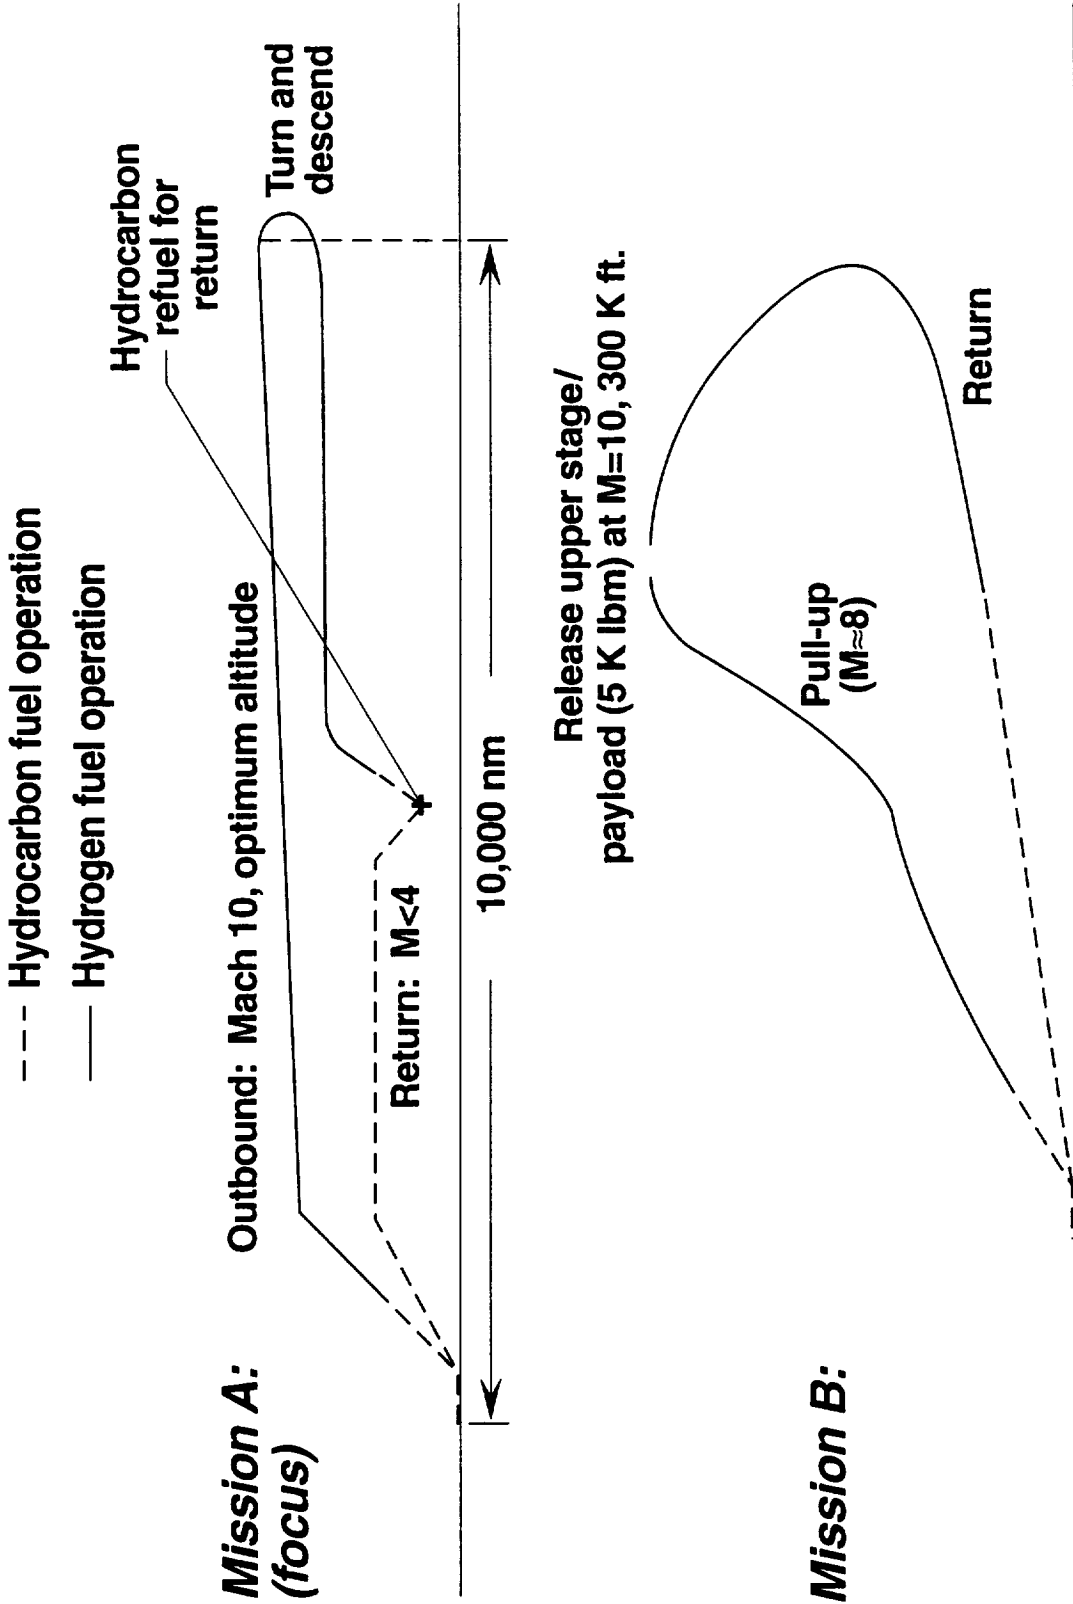 --- Hydrocarbon fuel operation
— Hydrogen fuel operation
Mission A:
(focus)
Outbound: Mach 10, optimum altitude
Hydrocarbon
refuel for
return
Turn and
descend
Return: M<4
10,000 nm
Mission B:
Release upper stage/
payload (5 K lbm) at M=10, 300 K ft.
Pull-up
(M≈8)
Return